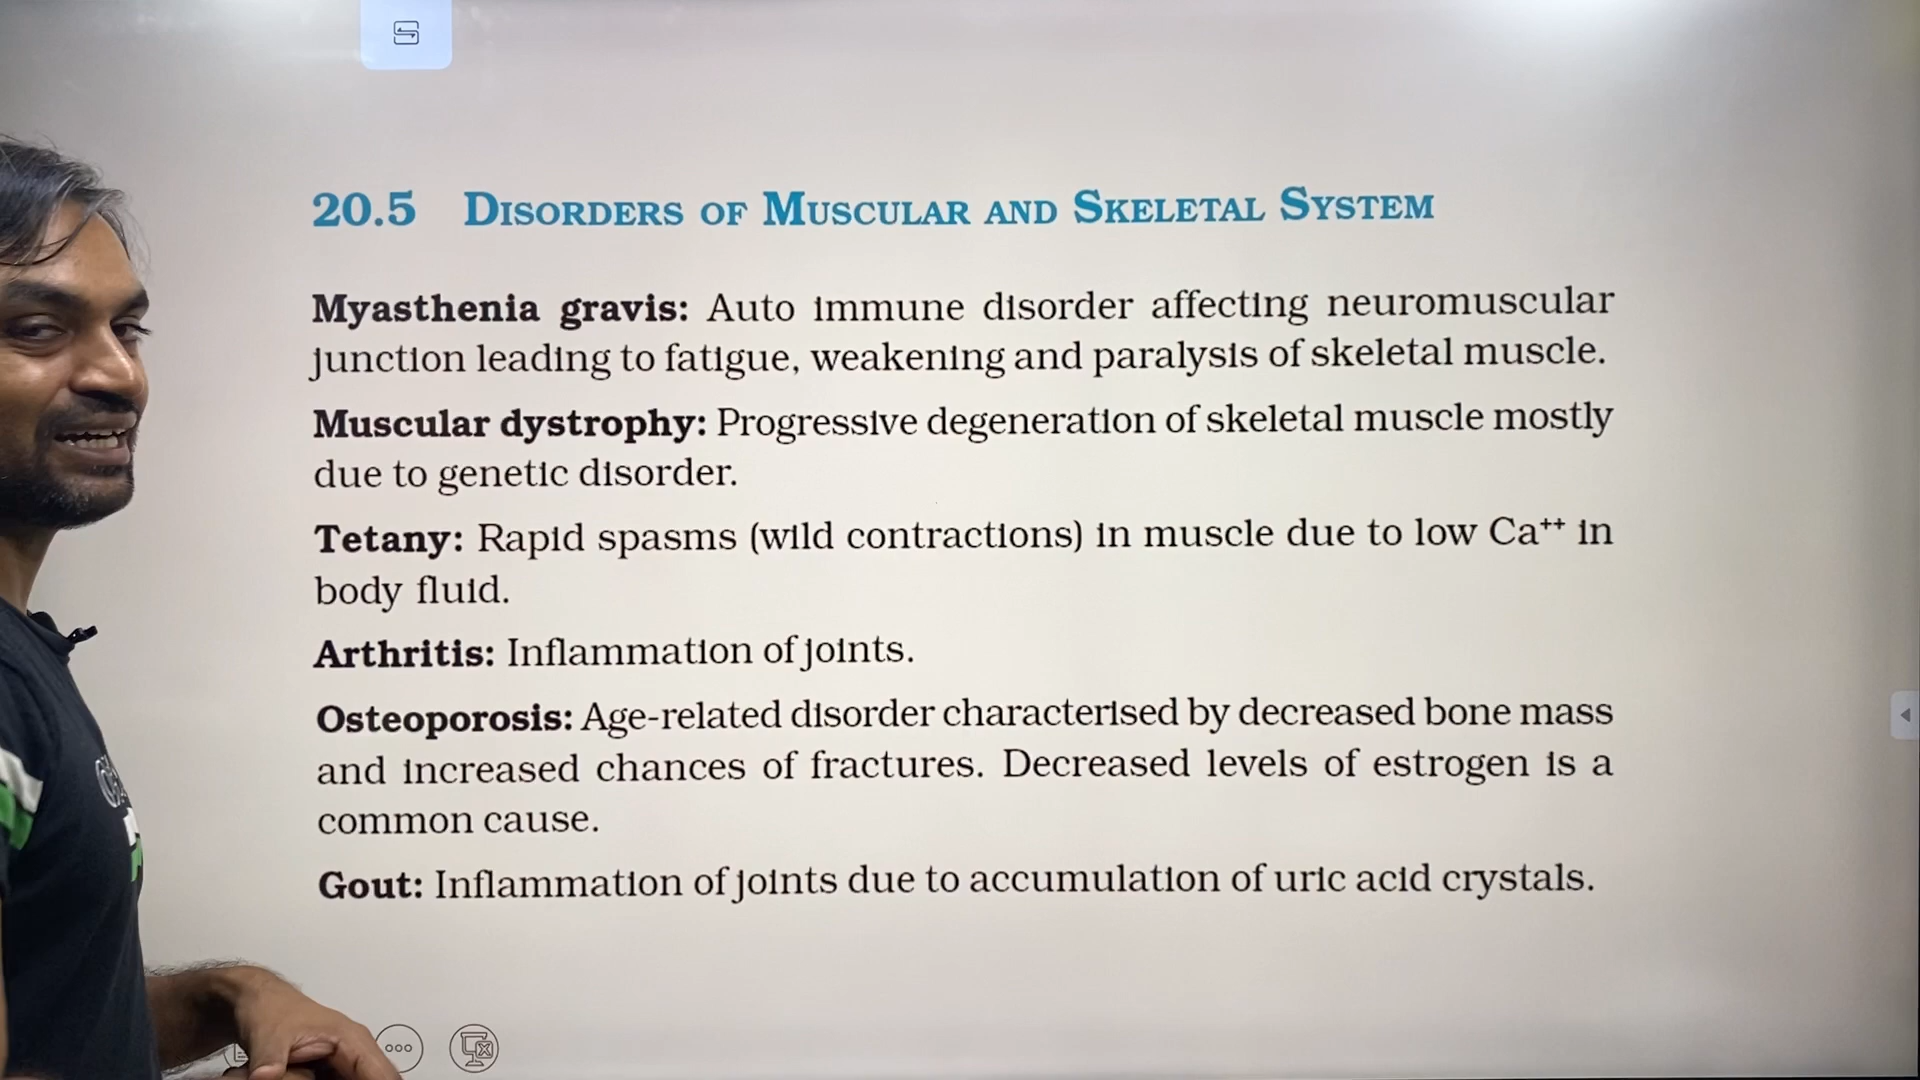 20.5 Disorders of Muscular and Skeletal System
Myasthenia gravis: Auto immune disorder affecting neuromuscular
junction leading to fatigue, weakening and paralysis of skeletal muscle.
Muscular dystrophy: Progressive degeneration of skeletal muscle mostly
due to genetic disorder.
Tetany: Rapid spasms (wild contractions) in muscle due to low Ca⁺⁺ in
body fluid.
Arthritis: Inflammation of joints.
Osteoporosis: Age-related disorder characterised by decreased bone mass
and increased chances of fractures. Decreased levels of estrogen is a
common cause.
Gout: Inflammation of joints due to accumulation of uric acid crystals.